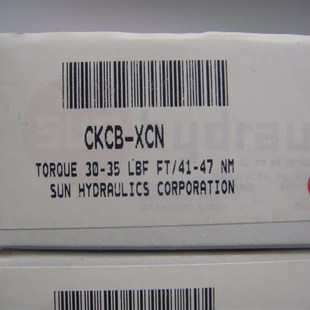 CKCB-XCN
TORQUE 30-35 LBF FT/41-47 NM
SUN HYDRAULICS CORPORATION